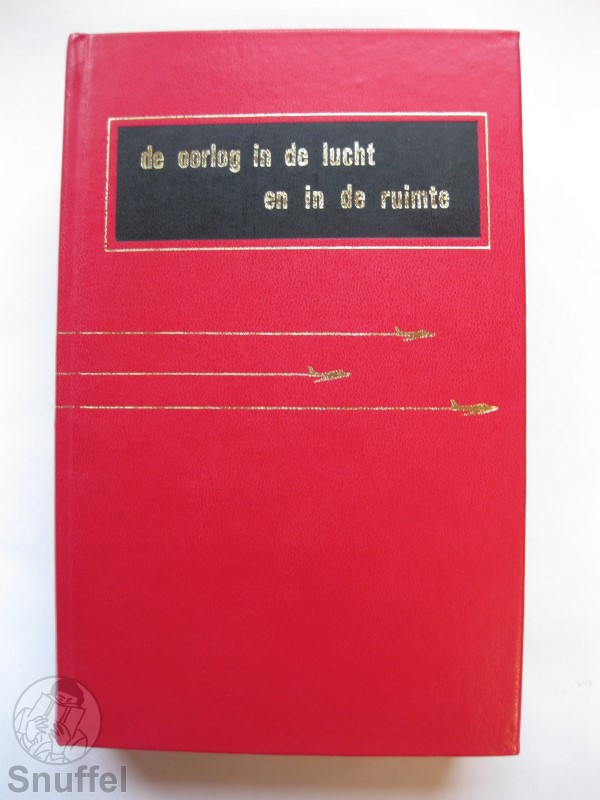 de oorlog in de lucht
en in de ruimte
Snuffel